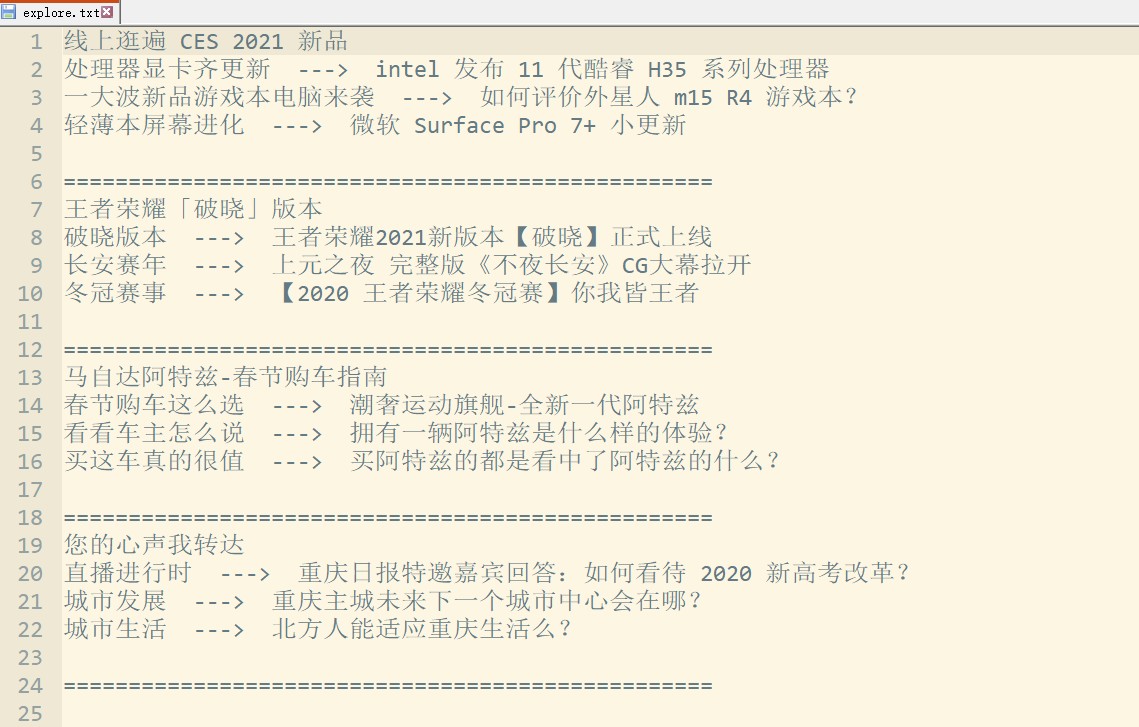 explore.txt
1 线上逛遍 CES 2021 新品
2 处理器显卡齐更新 ---> intel 发布 11 代酷睿 H35 系列处理器
3 一大波新品游戏本电脑来袭 ---> 如何评价外星人 m15 R4 游戏本？
4 轻薄本屏幕进化 ---> 微软 Surface Pro 7+ 小更新
5
6 ==================================================
7 王者荣耀「破晓」版本
8 破晓版本 ---> 王者荣耀2021新版本【破晓】正式上线
9 长安赛年 ---> 上元之夜 完整版《不夜长安》CG大幕拉开
10 冬冠赛事 ---> 【2020 王者荣耀冬冠赛】你我皆王者
11
12 ==================================================
13 马自达阿特兹-春节购车指南
14 春节购车这么选 ---> 潮奢运动旗舰-全新一代阿特兹
15 看看车主怎么说 ---> 拥有一辆阿特兹是什么样的体验？
16 买这车真的很值 ---> 买阿特兹的都是看中了阿特兹的什么？
17
18 ==================================================
19 您的心声我转达
20 直播进行时 ---> 重庆日报特邀嘉宾回答：如何看待 2020 新高考改革？
21 城市发展 ---> 重庆主城未来下一个城市中心会在哪？
22 城市生活 ---> 北方人能适应重庆生活么？
23
24 ==================================================
25